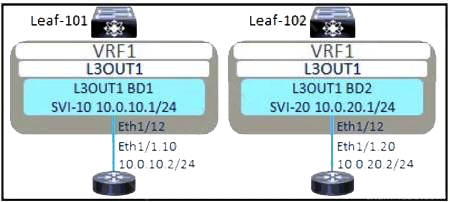 Leaf-101
VRF1
L3OUT1
L3OUT1 BD1
SVI-10 10.0.10.1/24
Eth1/12
Eth1/1.10
10.0.10.2/24
Leaf-102
VRF1
L3OUT1
L3OUT1 BD2
SVI-20 10.0.20.1/24
Eth1/12
Eth1/1.20
10.0.20.2/24